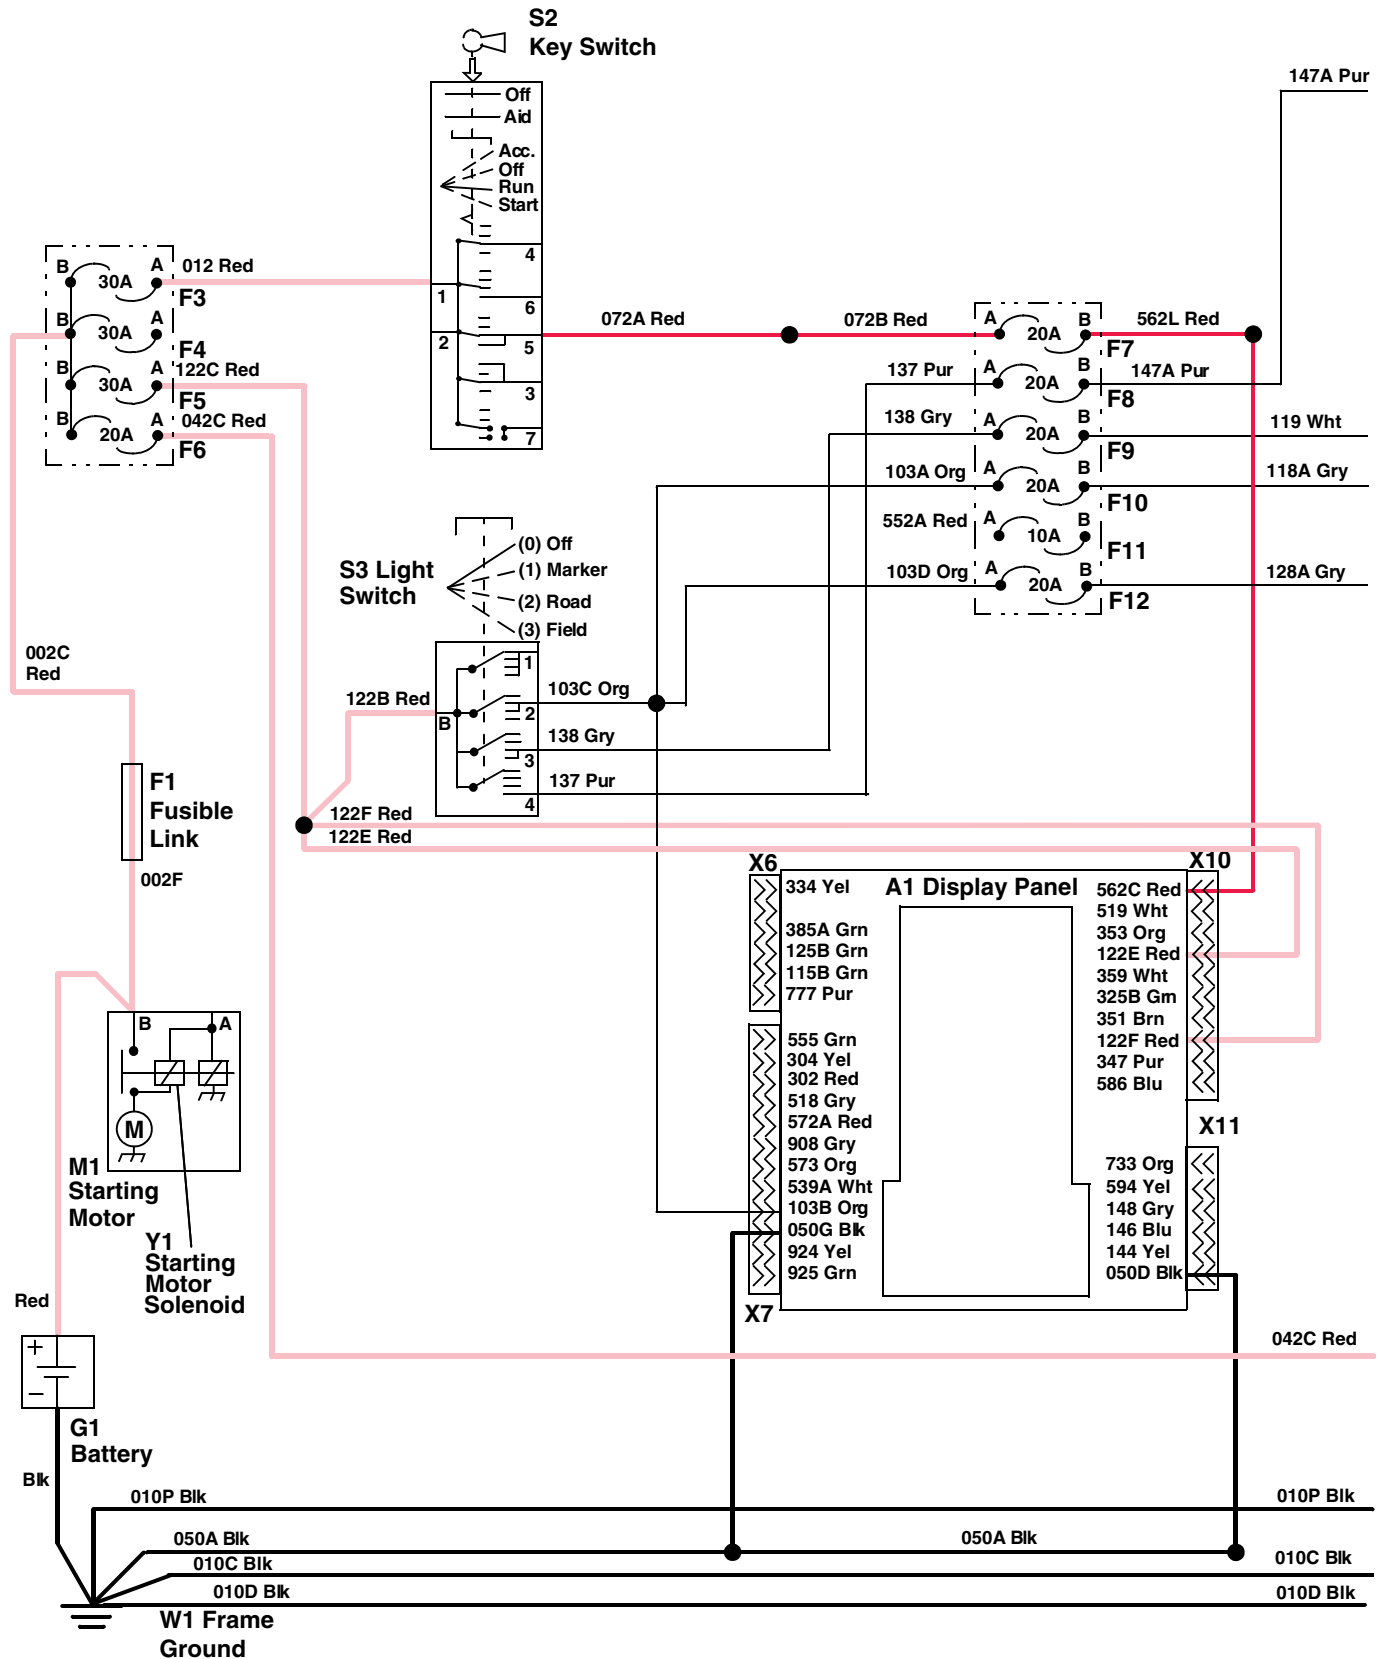 S2
Key Switch
Off
Aid
Acc.
Off
Run
Start
4
1
6
2
5
3
7
147A Pur
B
A
30A
012 Red
F3
B
A
30A
F4
B
A
30A
122C Red
F5
B
A
20A
042C Red
F6
072A Red
072B Red
A
B
20A
562L Red
F7
137 Pur
A
B
20A
147A Pur
F8
138 Gry
A
B
20A
119 Wht
F9
103A Org
A
B
20A
118A Gry
F10
552A Red
A
B
10A
F11
103D Org
A
B
20A
128A Gry
F12
S3 Light
Switch
(0) Off
(1) Marker
(2) Road
(3) Field
1
122B Red
B
103C Org
2
138 Gry
3
137 Pur
4
002C
Red
F1
Fusible
Link
002F
122F Red
122E Red
X6
A1 Display Panel
X10
334 Yel
385A Grn
125B Grn
115B Grn
777 Pur
562C Red
519 Wht
353 Org
122E Red
359 Wht
325B Grn
351 Brn
122F Red
347 Pur
586 Blu
555 Grn
304 Yel
302 Red
518 Gry
572A Red
908 Gry
573 Org
539A Wht
103B Org
050G Blk
924 Yel
925 Grn
X7
X11
733 Org
594 Yel
148 Gry
146 Blu
144 Yel
050D Blk
B
A
M
M1
Starting
Motor
Y1
Starting
Motor
Solenoid
Red
+
–
G1
Battery
Blk
042C Red
010P Blk
010P Blk
050A Blk
050A Blk
010C Blk
010C Blk
010D Blk
010D Blk
W1 Frame
Ground